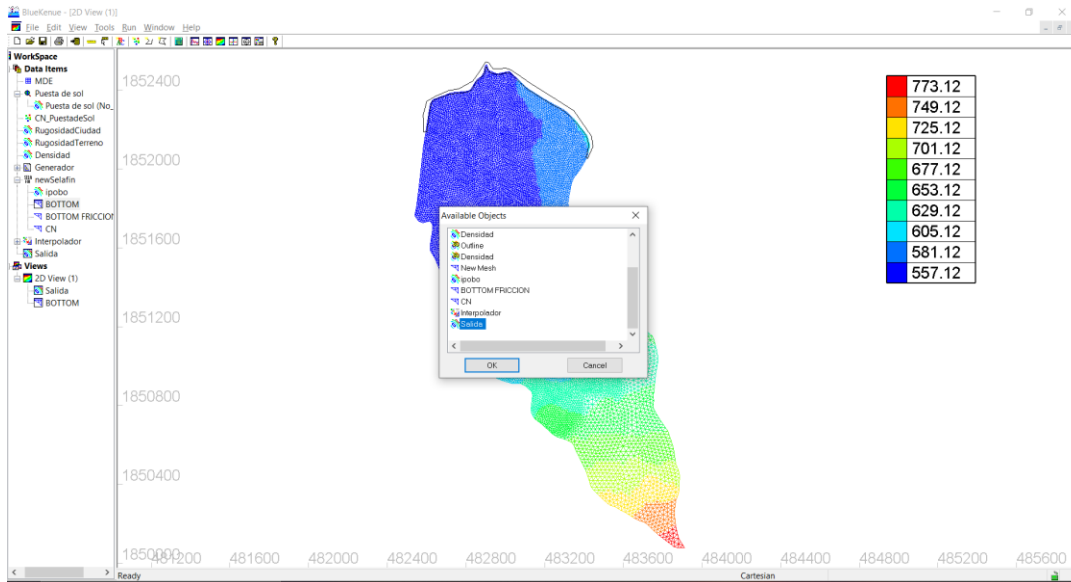 BlueKenue - [2D View (1)]
File Edit View Tools Run Window Help
WorkSpace
Data Items
MDE
Puesta de sol
Puesta de sol (No_
CN_PuestadeSol
RugosidadCiudad
RugosidadTerreno
Densidad
Generador
newSelafin
ipobo
BOTTOM
BOTTOM FRICCION
CN
Interpolador
Salida
Views
2D View (1)
Salida
BOTTOM
1852400
1852000
1851600
1851200
1850800
1850400
481200 481600 482000 482400 482800 483200 483600 484000 484400 484800 485200 485600
773.12
749.12
725.12
701.12
677.12
653.12
629.12
605.12
581.12
557.12
Available Objects
Densidad
Outline
Densidad
New Mesh
ipobo
BOTTOM FRICCION
CN
Interpolador
Salida
OK Cancel
Ready Cartesian